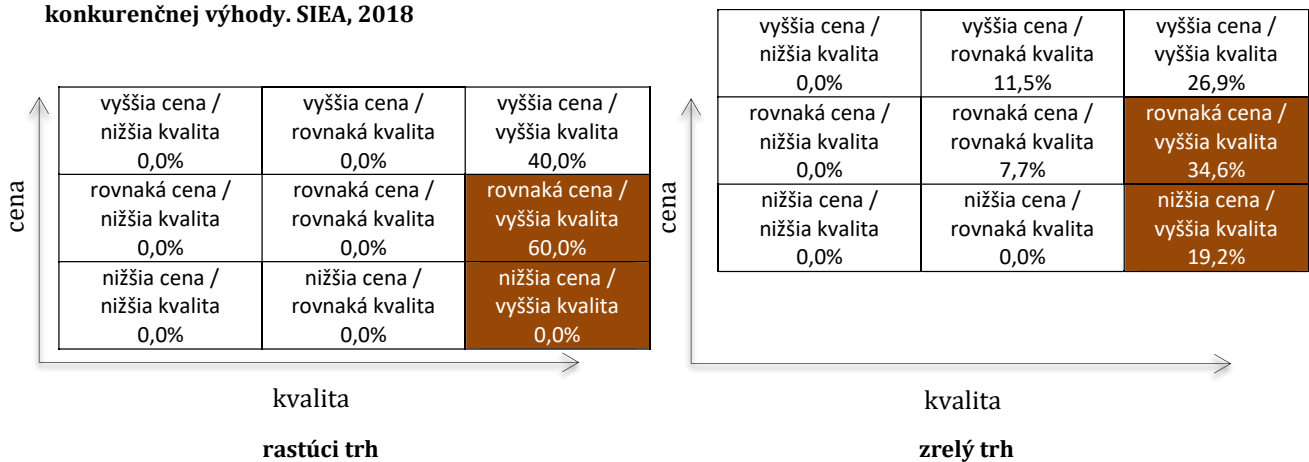 konkurenčnej výhody. SIEA, 2018
cena
vyššia cena /
nižšia kvalita
0,0%
vyššia cena /
rovnaká kvalita
0,0%
vyššia cena /
vyššia kvalita
40,0%
rovnaká cena /
nižšia kvalita
0,0%
rovnaká cena /
rovnaká kvalita
0,0%
rovnaká cena /
vyššia kvalita
60,0%
nižšia cena /
nižšia kvalita
0,0%
nižšia cena /
rovnaká kvalita
0,0%
nižšia cena /
vyššia kvalita
0,0%
kvalita
rastúci trh
cena
vyššia cena /
nižšia kvalita
0,0%
vyššia cena /
rovnaká kvalita
11,5%
vyššia cena /
vyššia kvalita
26,9%
rovnaká cena /
nižšia kvalita
0,0%
rovnaká cena /
rovnaká kvalita
7,7%
rovnaká cena /
vyššia kvalita
34,6%
nižšia cena /
nižšia kvalita
0,0%
nižšia cena /
rovnaká kvalita
0,0%
nižšia cena /
vyššia kvalita
19,2%
kvalita
zrelý trh